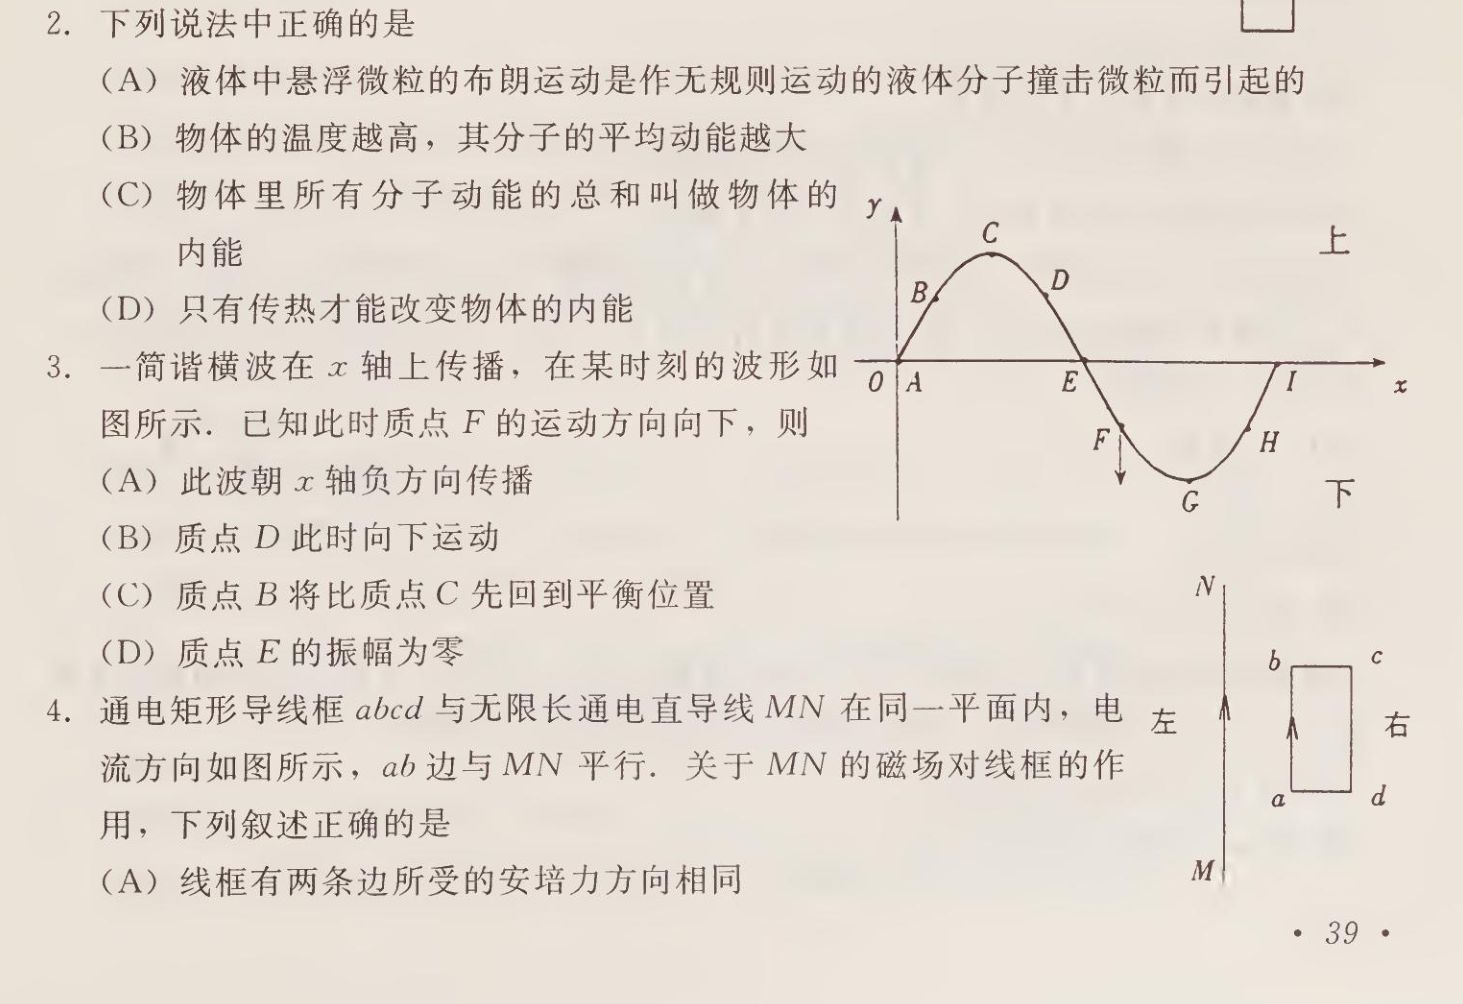 2. 下列说法中正确的是
(A) 液体中悬浮微粒的布朗运动是作无规则运动的液体分子撞击微粒而引起的
(B) 物体的温度越高，其分子的平均动能越大
(C) 物体里所有分子动能的总和叫做物体的
内能
(D) 只有传热才能改变物体的内能
3. 一简谐横波在 x 轴上传播，在某时刻的波形如
图所示. 已知此时质点 F 的运动方向向下，则
(A) 此波朝 x 轴负方向传播
(B) 质点 D 此时向下运动
(C) 质点 B 将比质点 C 先回到平衡位置
(D) 质点 E 的振幅为零
y
C
上
B
D
O
A
E
I
x
F
H
下
G
4. 通电矩形导线框 abcd 与无限长通电直导线 MN 在同一平面内，电
流方向如图所示，ab 边与 MN 平行. 关于 MN 的磁场对线框的作
用，下列叙述正确的是
(A) 线框有两条边所受的安培力方向相同
N
b
c
左
右
a
d
M
· 39 ·